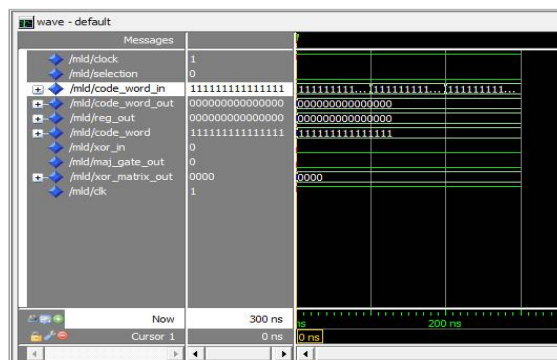 wave - default
Messages
/mld/clock 1
/mld/selection 0
/mld/code_word_in 111111111111111 111111111... 111111111... 111111111...
/mld/code_word_out 000000000000000 000000000000000
/mld/reg_out 000000000000000 000000000000000
/mld/code_word 111111111111111 111111111111111
/mld/xor_in 0
/mld/maj_gate_out 0
/mld/xor_matrix_out 0000 0000
/mld/clk 1
Now 300 ns ns 200 ns
Cursor 1 0 ns 0 ns